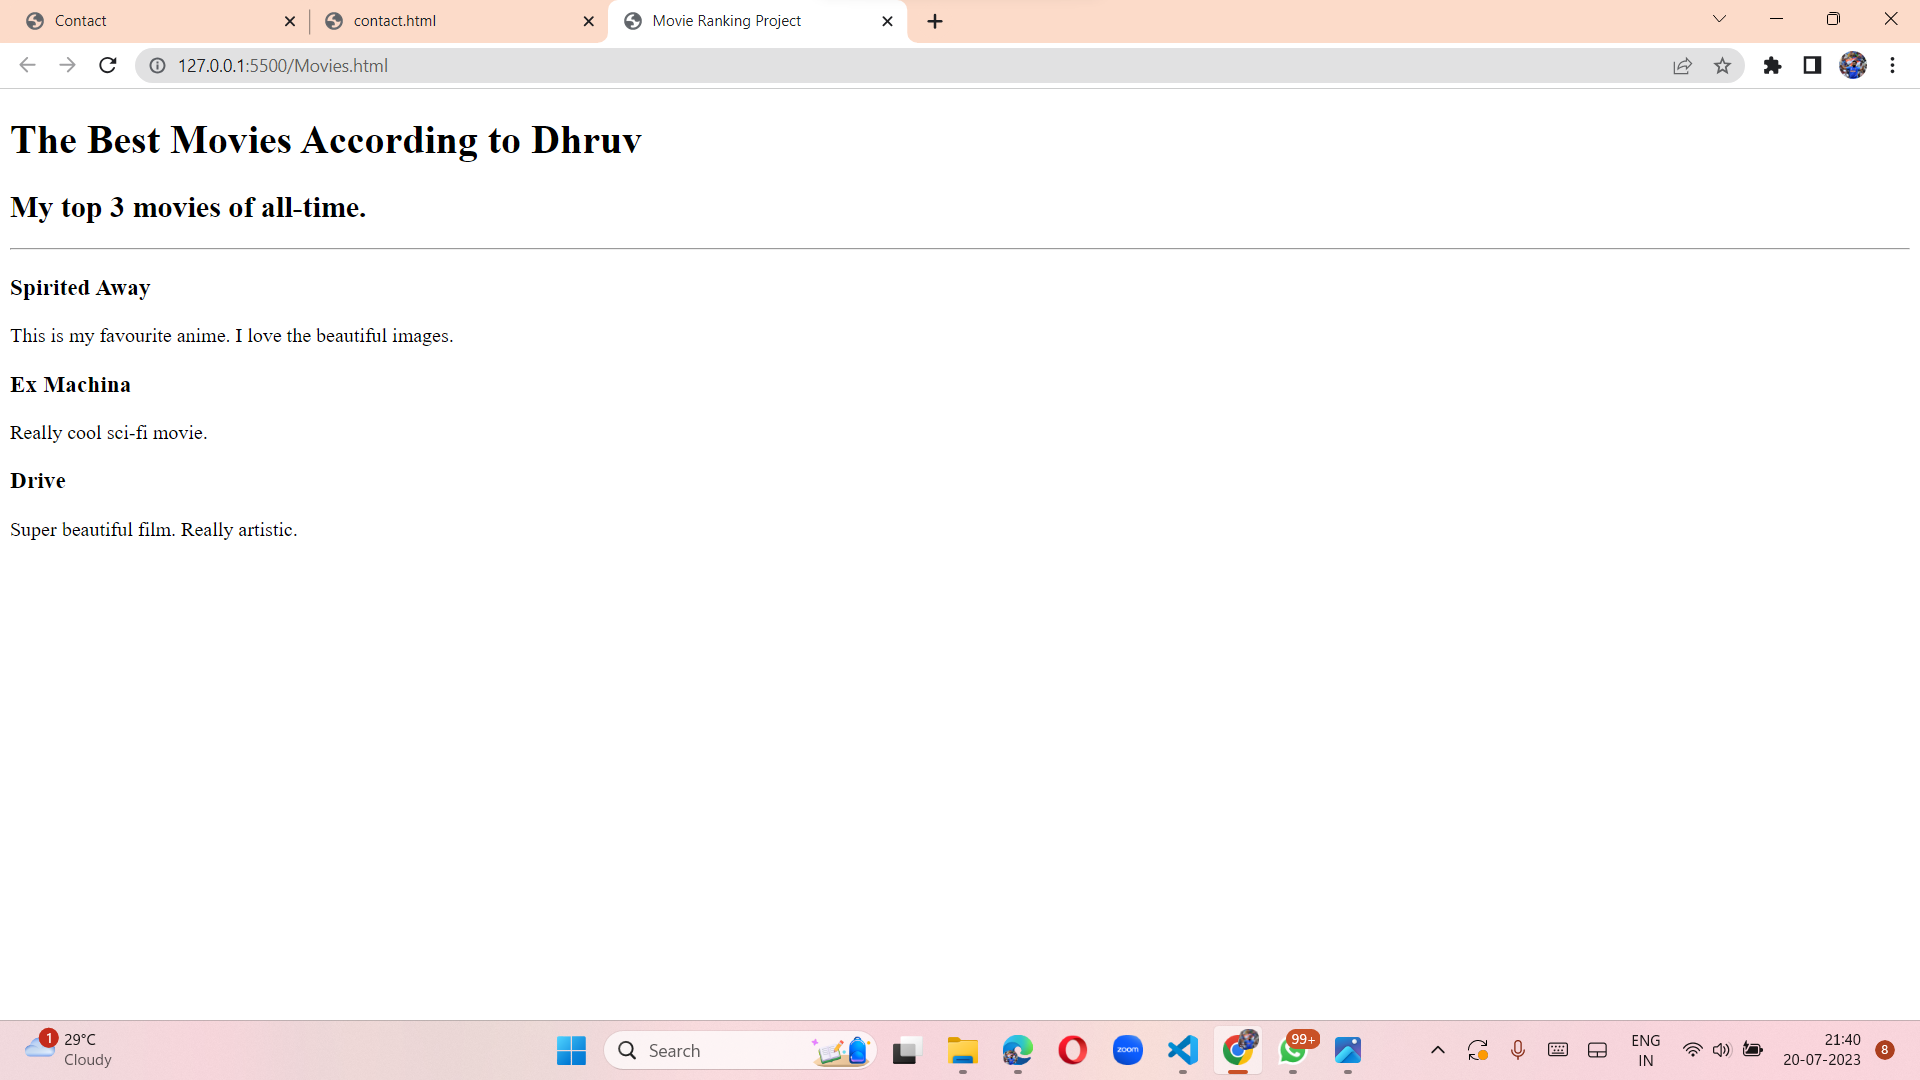 Contact
contact.html
Movie Ranking Project
127.0.0.1:5500/Movies.html
The Best Movies According to Dhruv
My top 3 movies of all-time.
Spirited Away
This is my favourite anime. I love the beautiful images.
Ex Machina
Really cool sci-fi movie.
Drive
Super beautiful film. Really artistic.
1
29°C
Cloudy
Search
zoom
99+
ENG
IN
21:40
20-07-2023
8